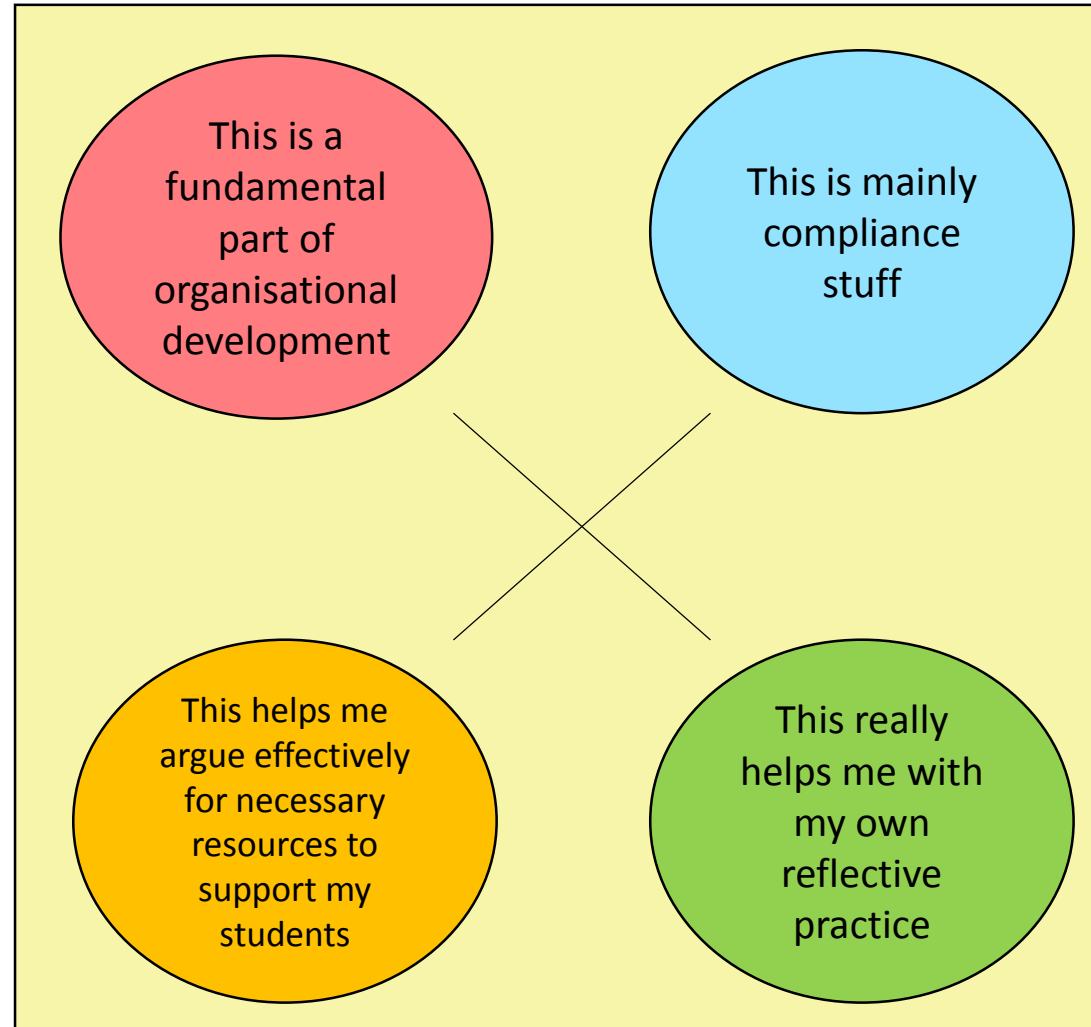 This is a
fundamental
part of
organisational
development
This is mainly
compliance
stuff
This helps me
argue effectively
for necessary
resources to
support my
students
This really
helps me with
my own
reflective
practice